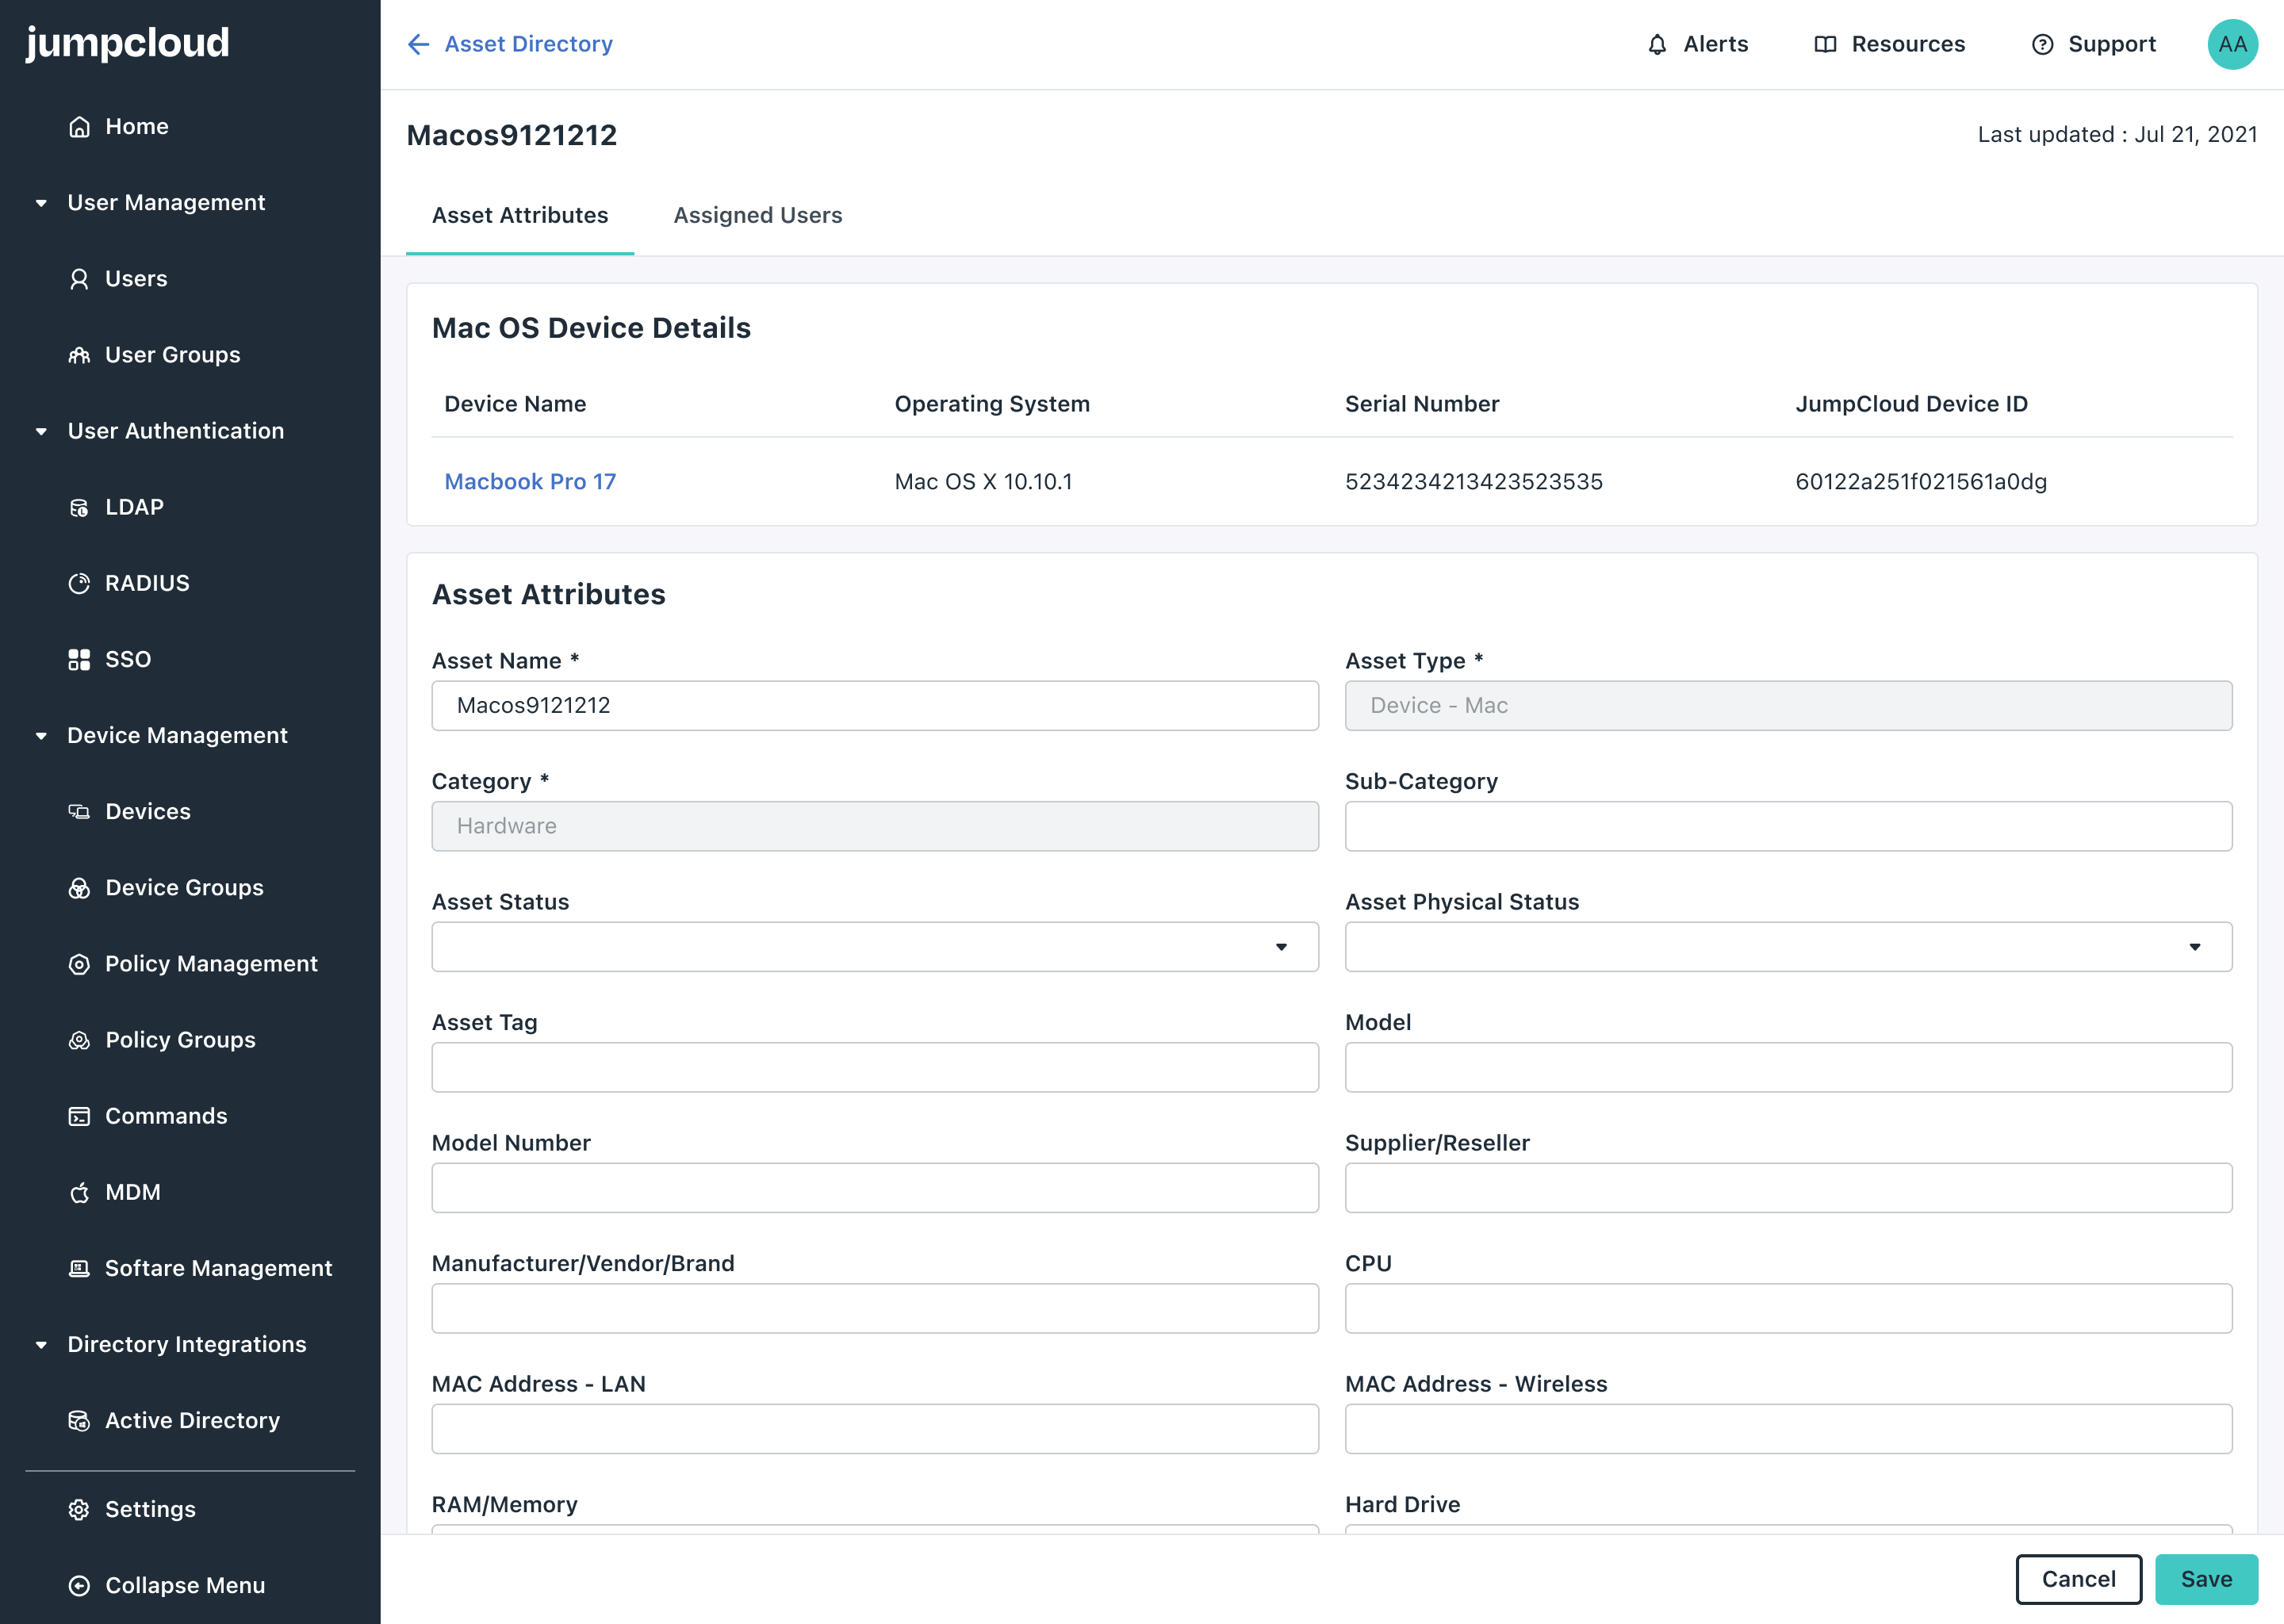 jumpcloud
Home
User Management
Users
User Groups
User Authentication
LDAP
RADIUS
SSO
Device Management
Devices
Device Groups
Policy Management
Policy Groups
Commands
MDM
Softare Management
Directory Integrations
Active Directory
Settings
Collapse Menu
Asset Directory
Alerts
Resources
Support
AA
Macos9121212
Last updated : Jul 21, 2021
Asset Attributes
Assigned Users
Mac OS Device Details
Device Name Operating System Serial Number JumpCloud Device ID
Macbook Pro 17 Mac OS X 10.10.1 5234234213423523535 60122a251f021561a0dg
Asset Attributes
Asset Name * Asset Type *
Macos9121212 Device - Mac
Category * Sub-Category
Hardware
Asset Status Asset Physical Status
Asset Tag Model
Model Number Supplier/Reseller
Manufacturer/Vendor/Brand CPU
MAC Address - LAN MAC Address - Wireless
RAM/Memory Hard Drive
Cancel Save